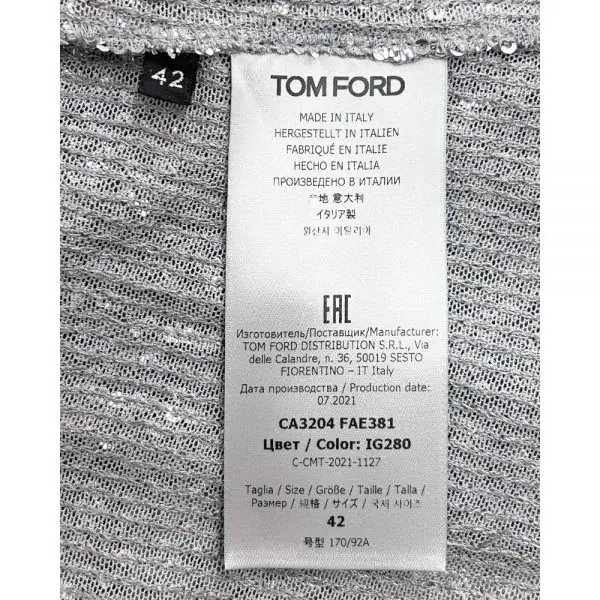 42
TOM FORD
MADE IN ITALY
HERGESTELLT IN ITALIEN
FABRIQUÉ EN ITALIE
HECHO EN ITALIA
ПРОИЗВЕДЕНО В ИТАЛИИ
地 意大利
イタリア製
원산지 이탈리아
EAC
Изготовитель/Поставщик/Manufacturer:
TOM FORD DISTRIBUTION S.R.L., Via
delle Calandre, n. 36, 50019 SESTO
FIORENTINO – IT Italy
Дата производства / Production date:
07.2021
CA3204 FAE381
Цвет / Color: IG280
C-CMT-2021-1127
Taglia / Size / Größe / Taille / Talla /
Размер / 规格 / サイズ / 국제 사이즈
42
号型 170/92A